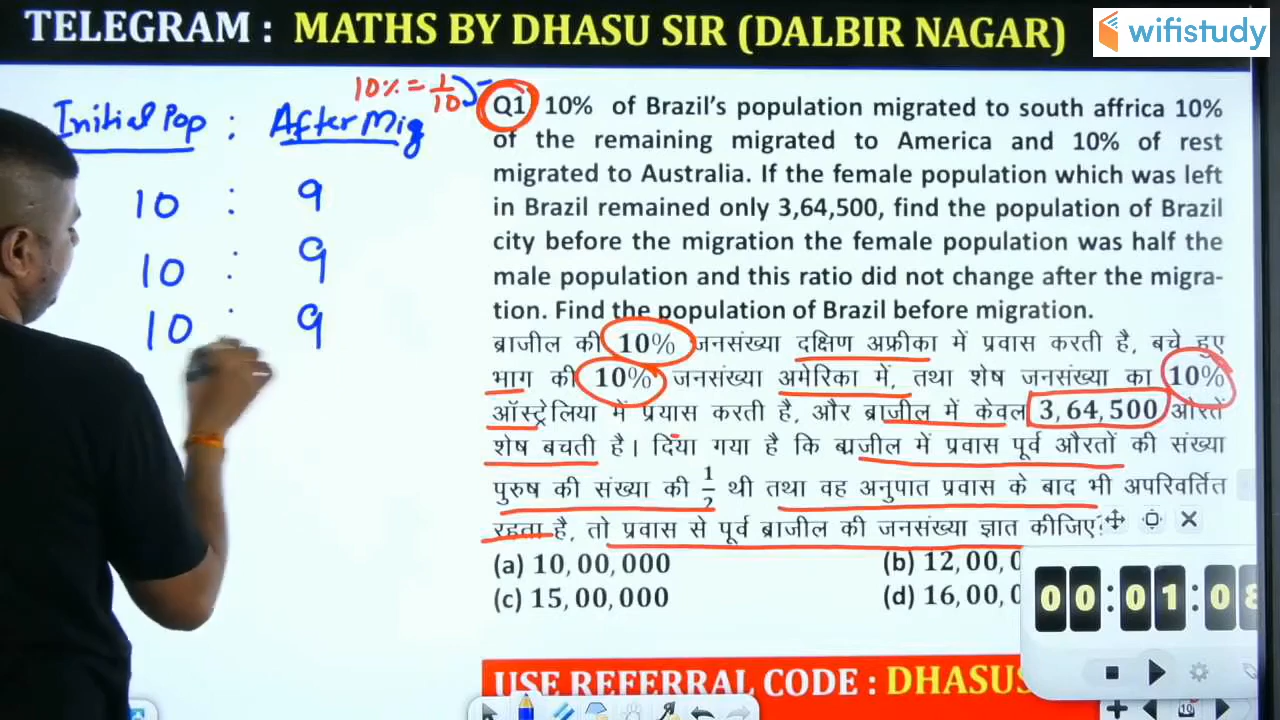 TELEGRAM : MATHS BY DHASU SIR (DALBIR NAGAR)
wifistudy
10% = 1/10
Initial Pop : After Mig
10 : 9
10 : 9
10 : 9
Q1 10% of Brazil's population migrated to south affrica 10%
of the remaining migrated to America and 10% of rest
migrated to Australia. If the female population which was left
in Brazil remained only 3,64,500, find the population of Brazil
city before the migration the female population was half the
male population and this ratio did not change after the migra-
tion. Find the population of Brazil before migration.
ब्राजील की 10% जनसंख्या दक्षिण अफ्रीका में प्रवास करती है, बचे हुए
भाग की 10% जनसंख्या अमेरिका में, तथा शेष जनसंख्या का 10%
ऑस्ट्रेलिया में प्रयास करती है, और ब्राजील में केवल 3,64,500 औरतें
शेष बचती है। दिया गया है कि ब्राजील में प्रवास पूर्व औरतों की संख्या
पुरुष की संख्या की 1/2 थी तथा वह अनुपात प्रवास के बाद भी अपरिवर्तित
रहता है, तो प्रवास से पूर्व ब्राजील की जनसंख्या ज्ञात कीजिए?
(a) 10,00,000 (b) 12,00,0
(c) 15,00,000 (d) 16,00,0
00:01:08
USE REFERRAL CODE : DHASUS